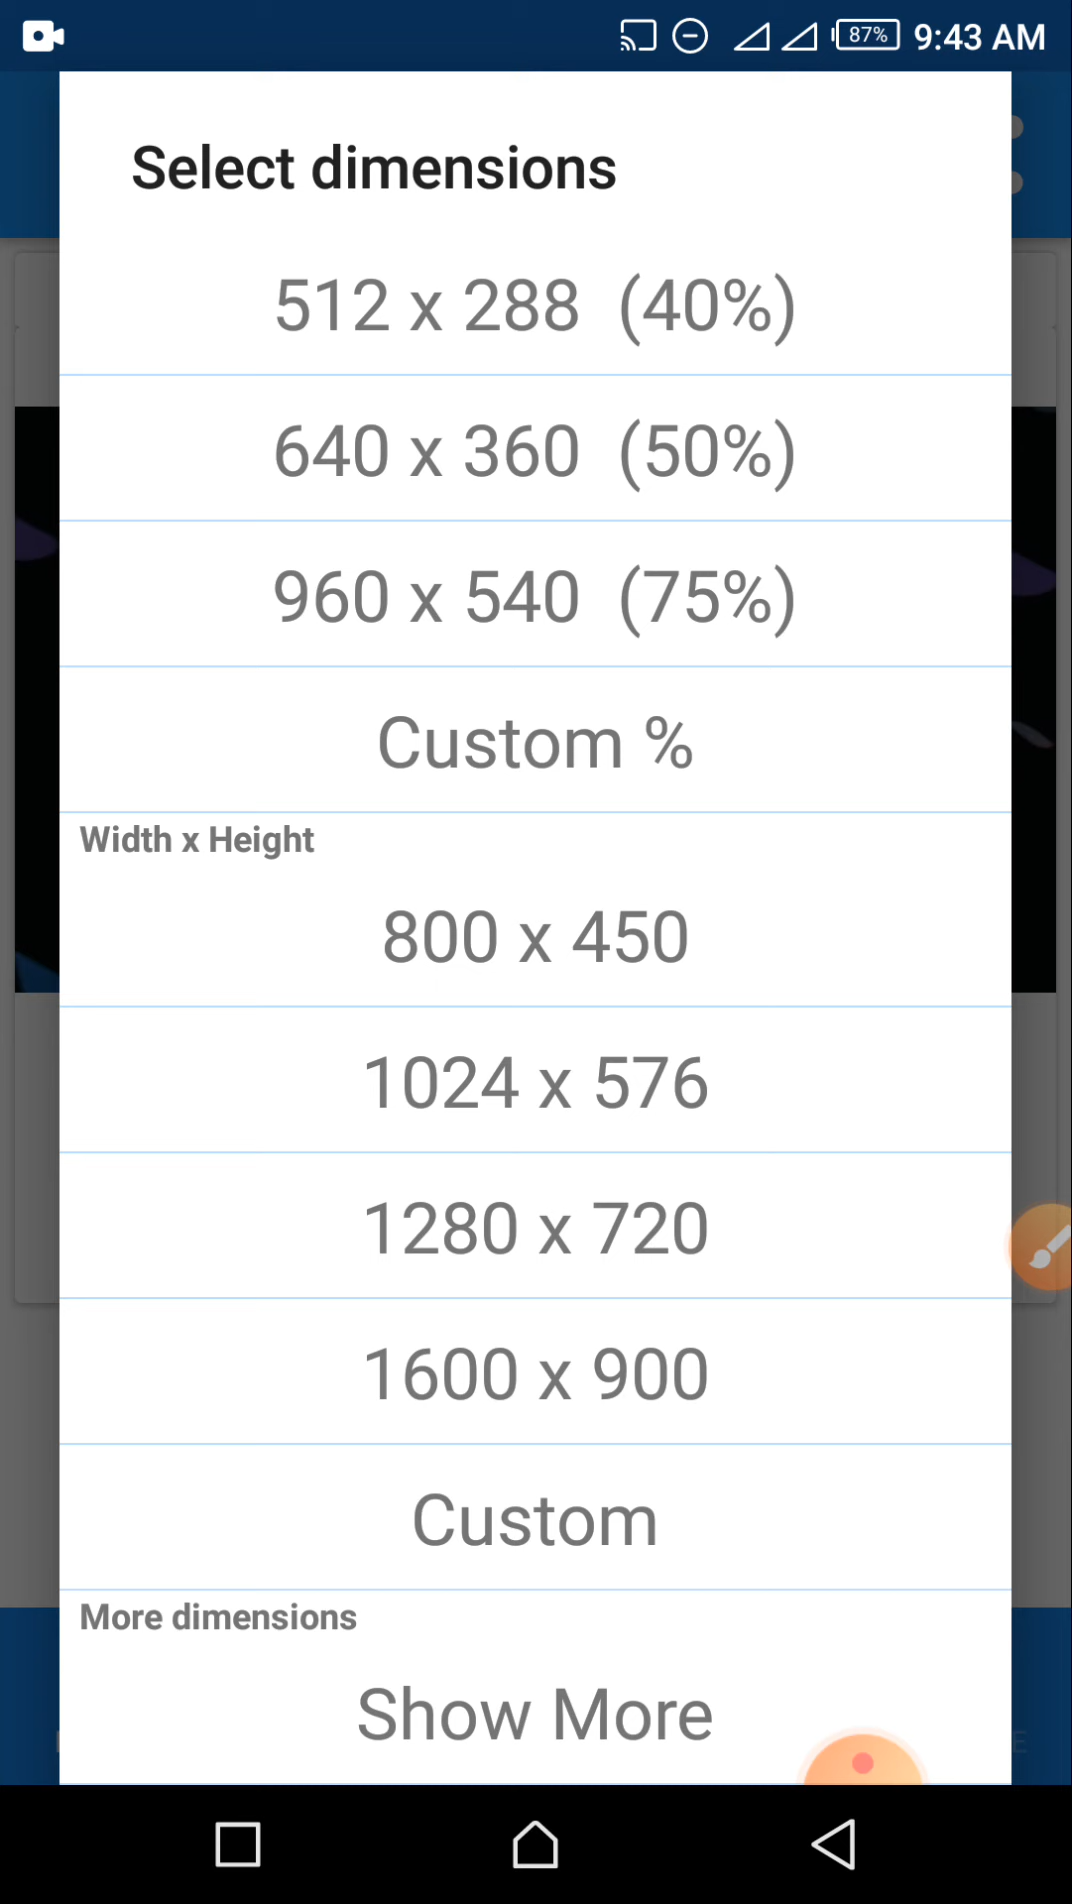 87% 9:43 AM
Select dimensions
512 x 288 (40%)
640 x 360 (50%)
960 x 540 (75%)
Custom %
Width x Height
800 x 450
1024 x 576
1280 x 720
1600 x 900
Custom
More dimensions
Show More